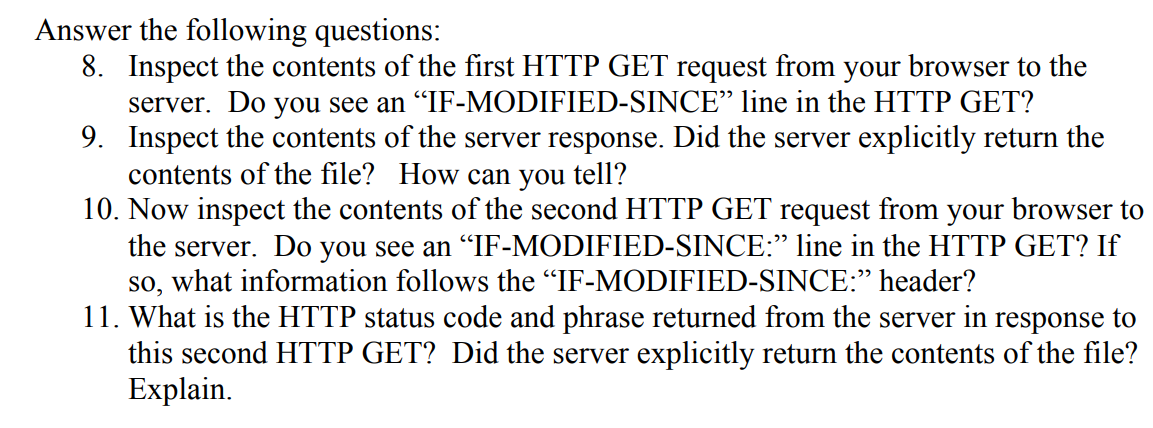 Answer the following questions:
8. Inspect the contents of the first HTTP GET request from your browser to the
server.  Do you see an “IF-MODIFIED-SINCE” line in the HTTP GET?
9. Inspect the contents of the server response. Did the server explicitly return the
contents of the file?   How can you tell?
10. Now inspect the contents of the second HTTP GET request from your browser to
the server.  Do you see an “IF-MODIFIED-SINCE:” line in the HTTP GET? If
so, what information follows the “IF-MODIFIED-SINCE:” header?
11. What is the HTTP status code and phrase returned from the server in response to
this second HTTP GET?  Did the server explicitly return the contents of the file?
Explain.